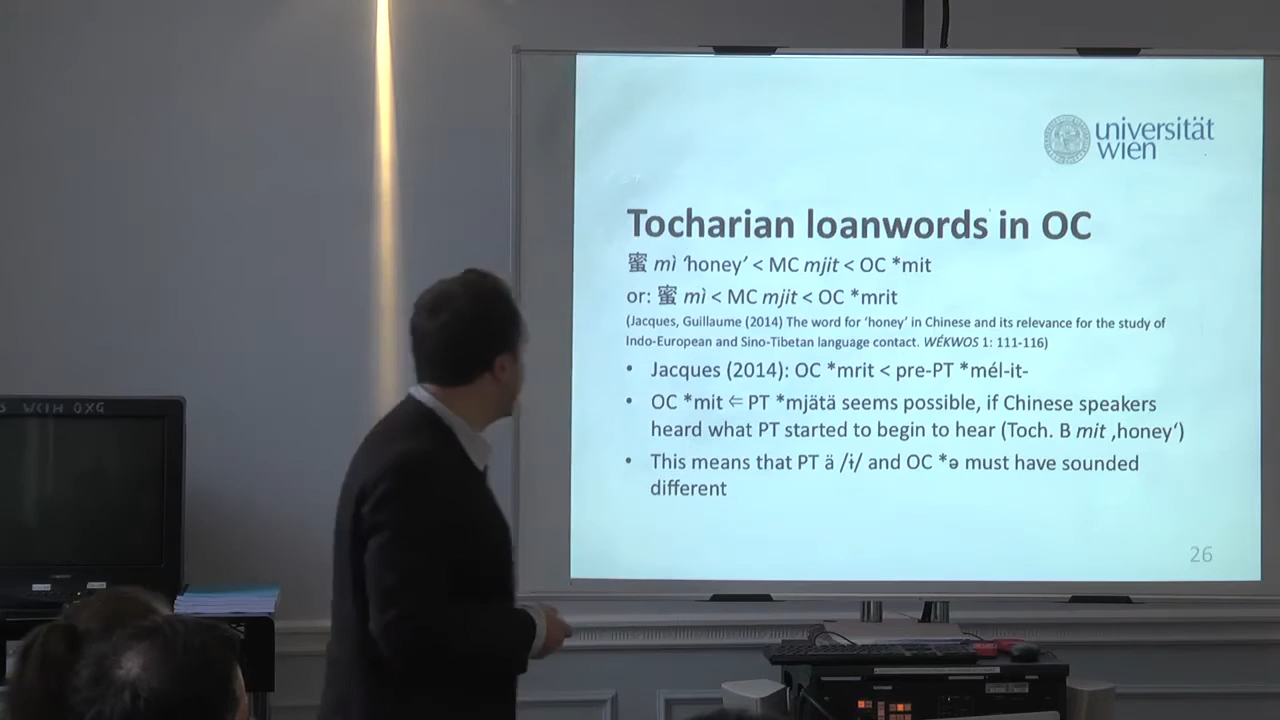 universität
wien
Tocharian loanwords in OC
蜜 mì ‘honey’ < MC mjit < OC *mit
or: 蜜 mì < MC mjit < OC *mrit
(Jacques, Guillaume (2014) The word for ‘honey’ in Chinese and its relevance for the study of
Indo-European and Sino-Tibetan language contact. WÉKWOS 1: 111-116)
• Jacques (2014): OC *mrit < pre-PT *mél-it-
• OC *mit ⇐ PT *mjätä seems possible, if Chinese speakers
heard what PT started to begin to hear (Toch. B mit ‚honey‘)
• This means that PT ä /ɨ/ and OC *ə must have sounded
different
26